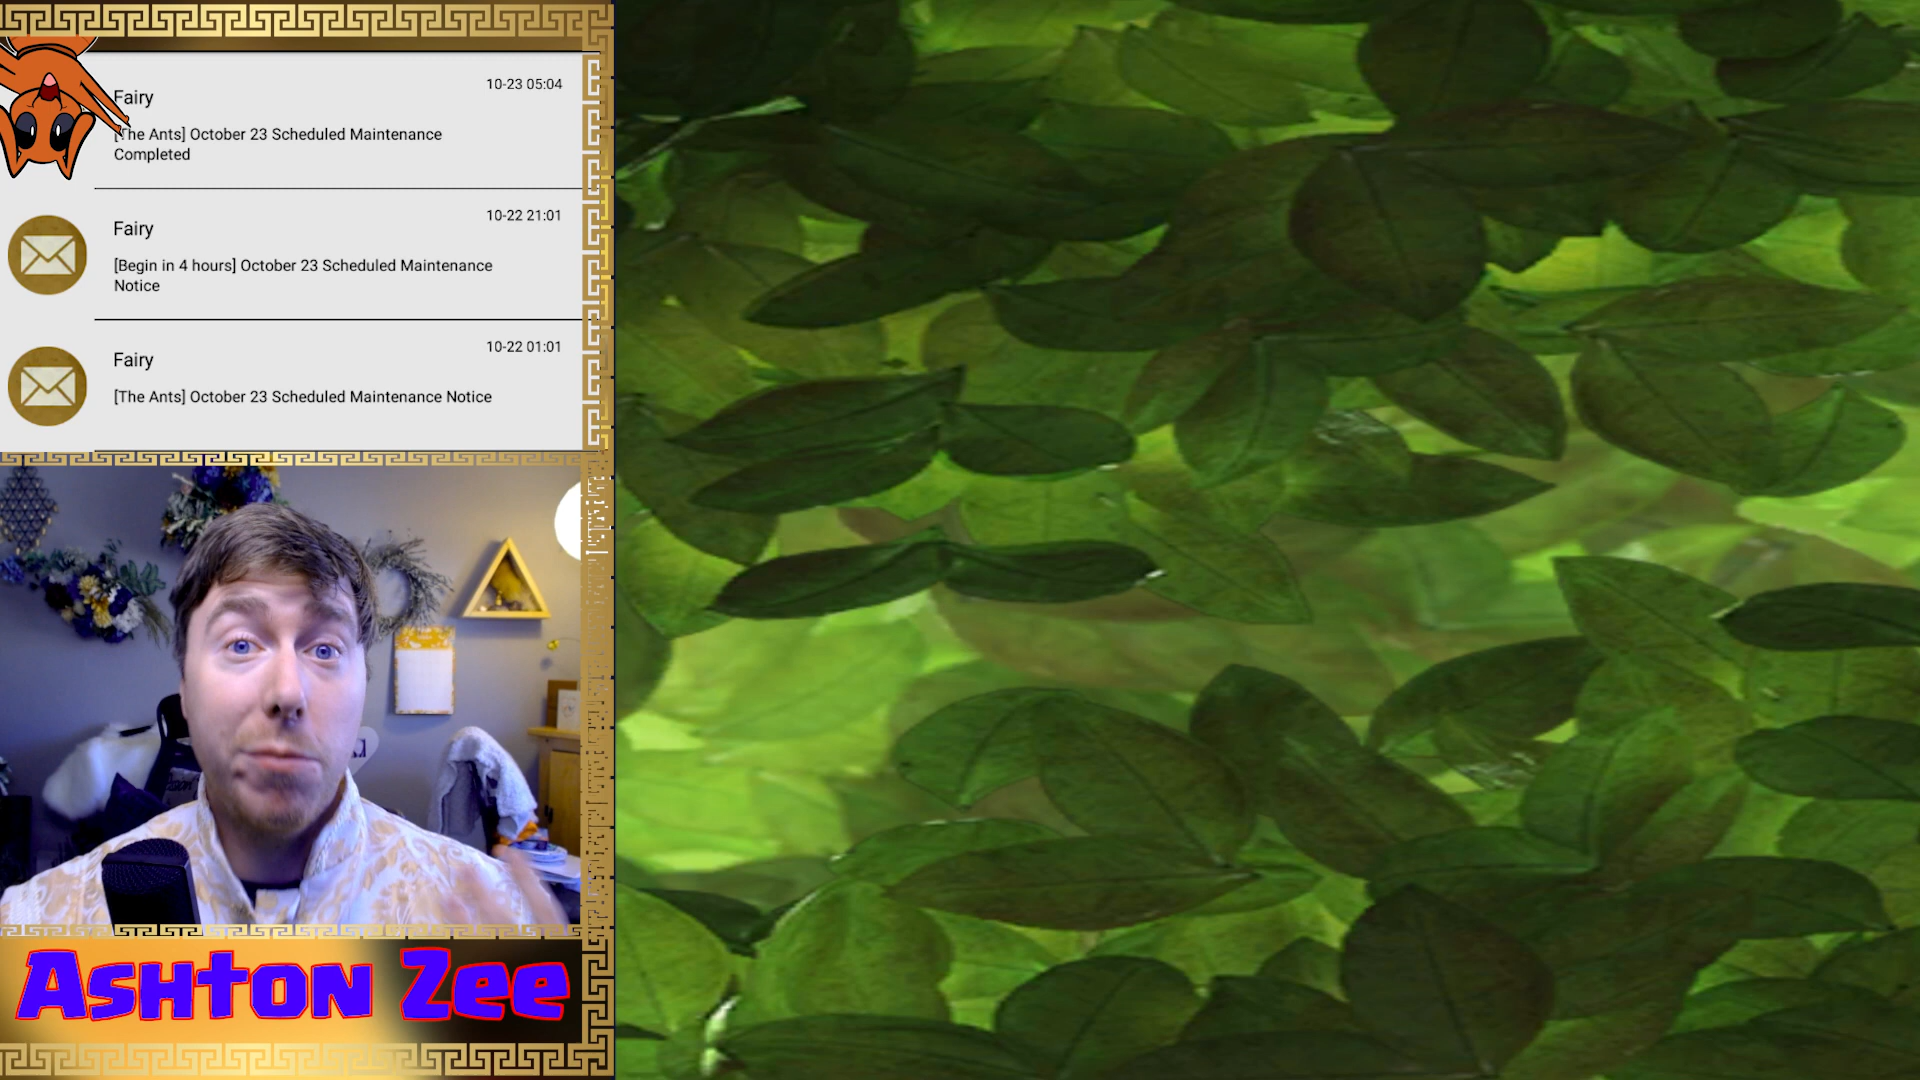 Fairy
10-23 05:04
[The Ants] October 23 Scheduled Maintenance
Completed
Fairy
10-22 21:01
[Begin in 4 hours] October 23 Scheduled Maintenance
Notice
Fairy
10-22 01:01
[The Ants] October 23 Scheduled Maintenance Notice
Ashton Zee